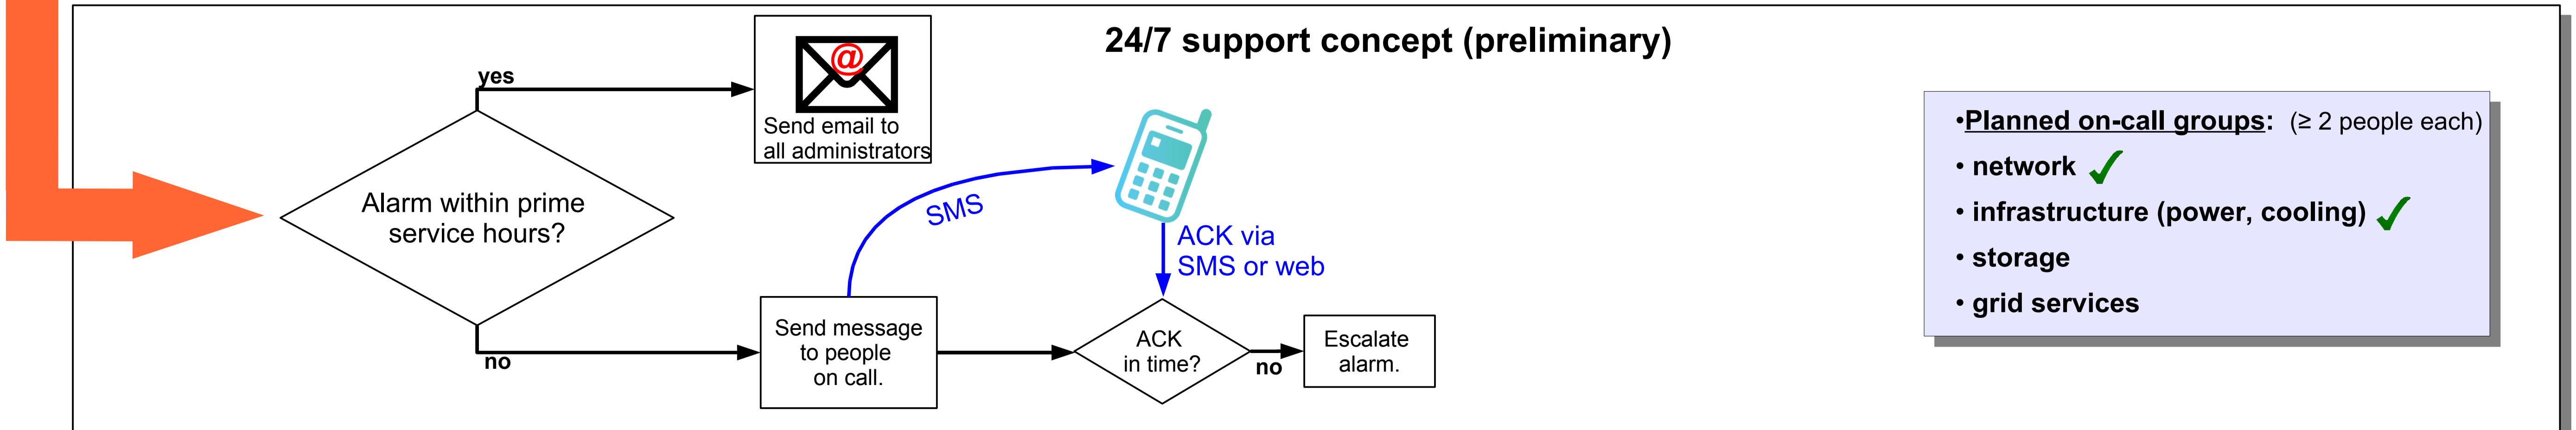 24/7 support concept (preliminary)
yes
@
Send email to
all administrators
Alarm within prime
service hours?
no
SMS
ACK via
SMS or web
Send message
to people
on call.
ACK
in time?
no
Escalate
alarm.
•Planned on-call groups: (≥ 2 people each)
• network ✓
• infrastructure (power, cooling) ✓
• storage
• grid services